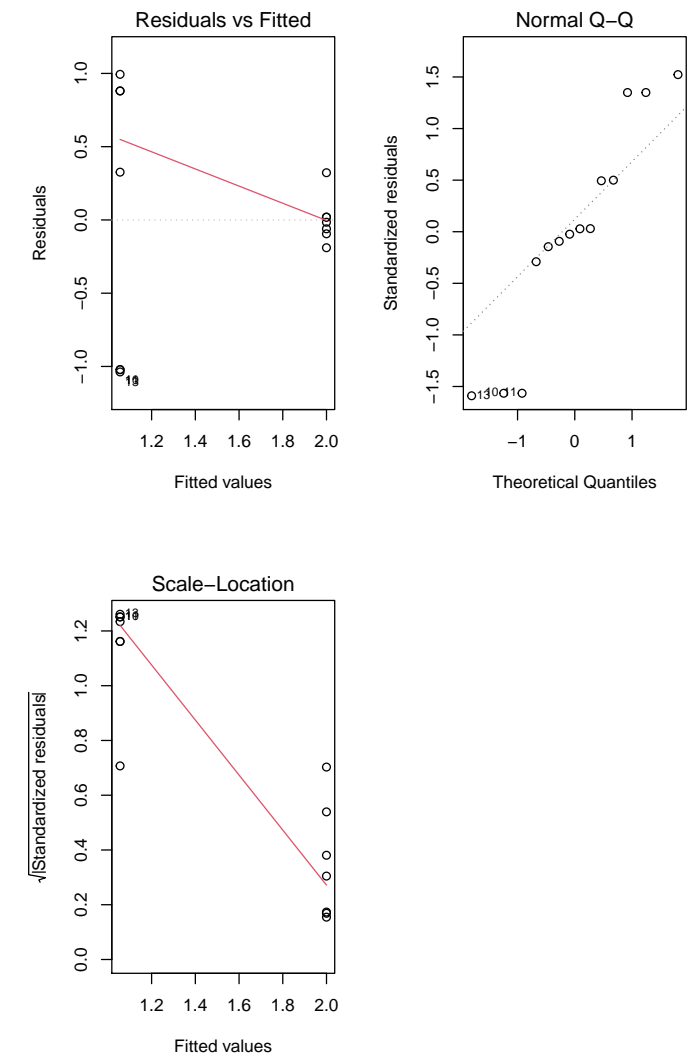 Residuals vs Fitted
Residuals
1.0
0.5
0.0
−0.5
−1.0
1.2 1.4 1.6 1.8 2.0
Fitted values
Normal Q−Q
Standardized residuals
1.5
1.0
0.5
0.0
−0.5
−1.0
−1.5
13 10 11
−1 0 1
Theoretical Quantiles
Scale−Location
√|Standardized residuals|
1.2
1.0
0.8
0.6
0.4
0.2
0.0
1.2 1.4 1.6 1.8 2.0
Fitted values